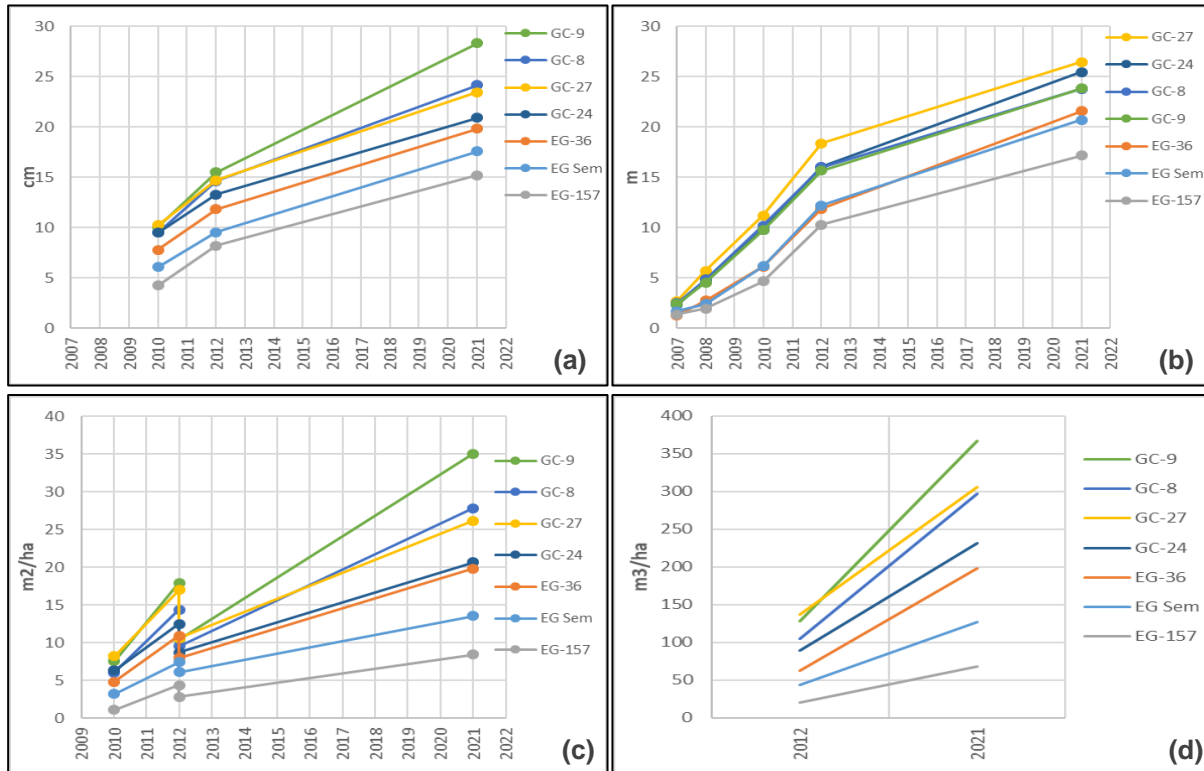 30
25
20
15
10
5
0
cm
2007
2008
2009
2010
2011
2012
2013
2014
2015
2016
2017
2018
2019
2020
2021
2022
GC-9
GC-8
GC-27
GC-24
EG-36
EG Sem
EG-157
(a)
30
25
20
15
10
5
0
m
2007
2008
2009
2010
2011
2012
2013
2014
2015
2016
2017
2018
2019
2020
2021
2022
GC-27
GC-24
GC-8
GC-9
EG-36
EG Sem
EG-157
(b)
40
35
30
25
20
15
10
5
0
m2/ha
2009
2010
2011
2012
2013
2014
2015
2016
2017
2018
2019
2020
2021
2022
GC-9
GC-8
GC-27
GC-24
EG-36
EG Sem
EG-157
(c)
400
350
300
250
200
150
100
50
0
m3/ha
2012
2021
GC-9
GC-8
GC-27
GC-24
EG-36
EG Sem
EG-157
(d)